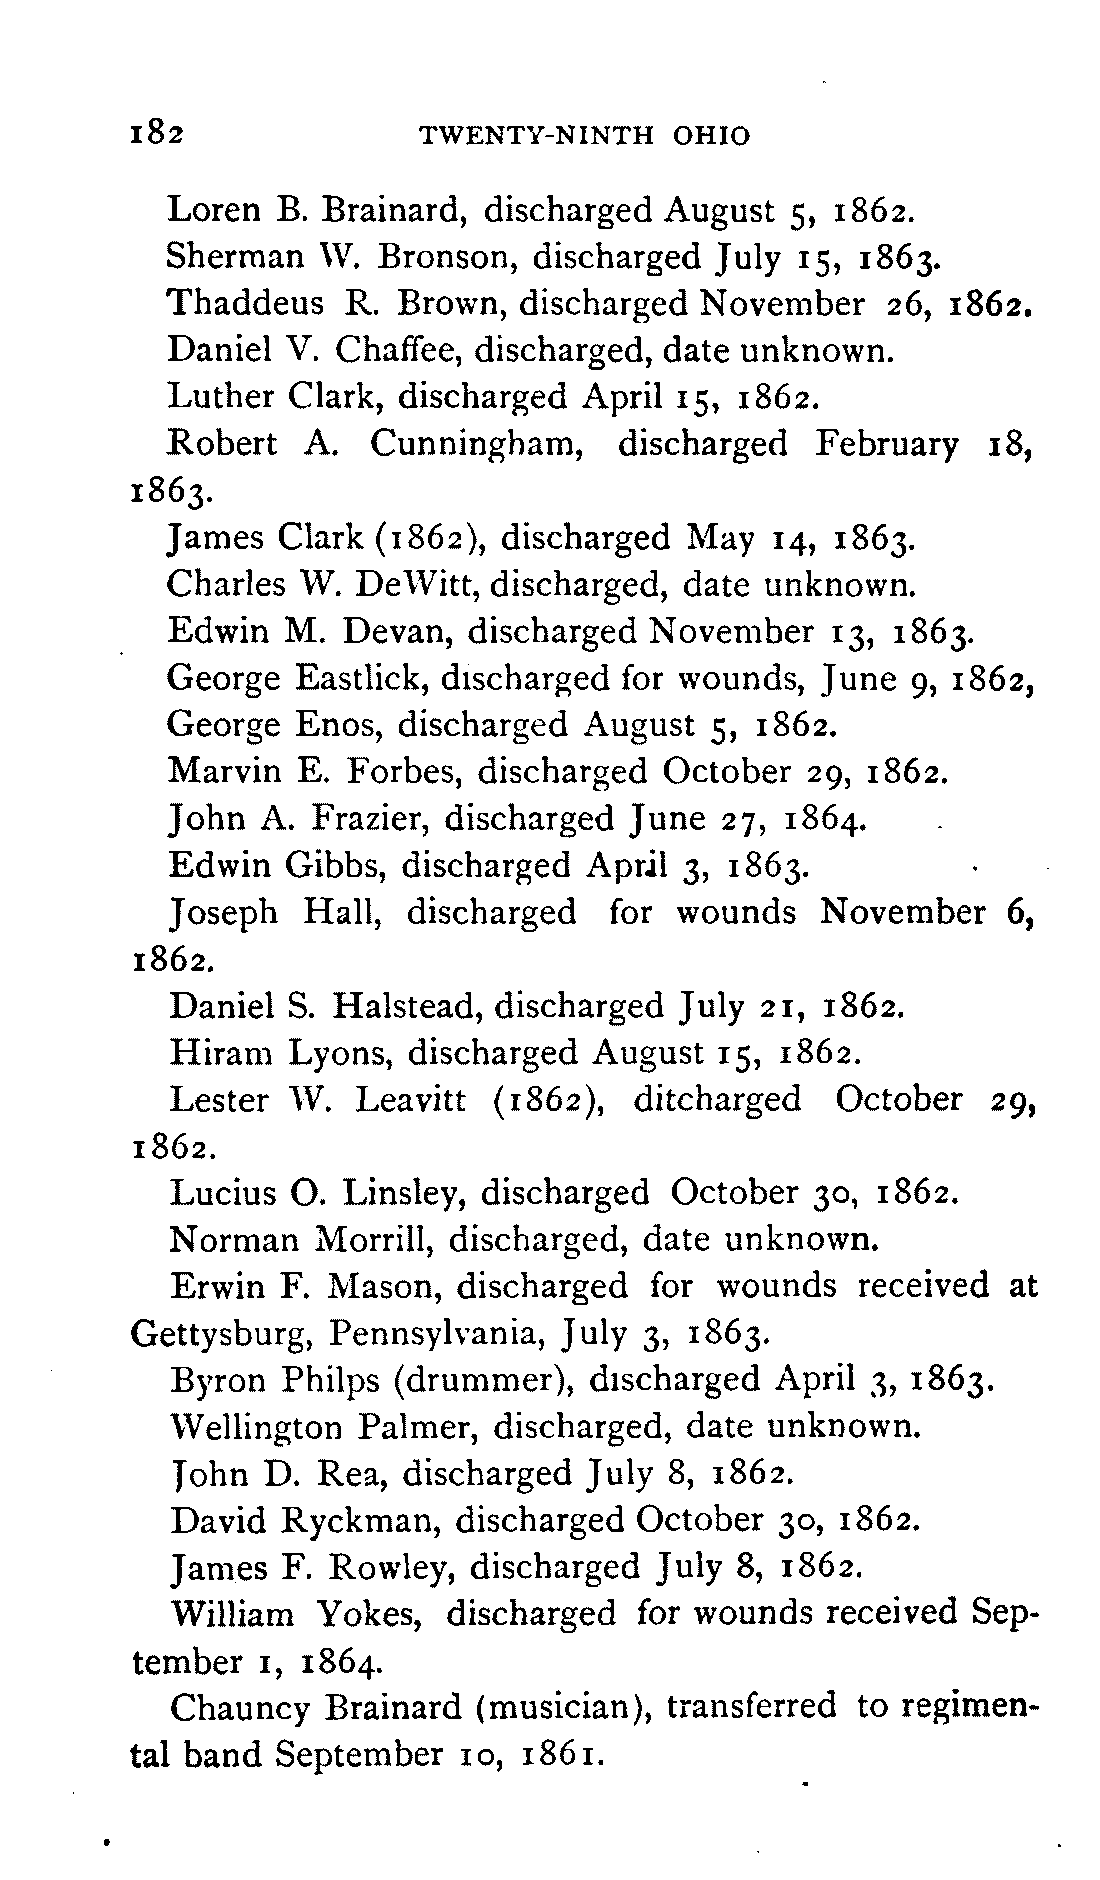 182 TWENTY-NINTH OHIO
Loren B. Brainard, discharged August 5, 1862.
Sherman W. Bronson, discharged July 15, 1863.
Thaddeus R. Brown, discharged November 26, 1862.
Daniel V. Chaffee, discharged, date unknown.
Luther Clark, discharged April 15, 1862.
Robert A. Cunningham, discharged February 18,
1863.
James Clark (1862), discharged May 14, 1863.
Charles W. DeWitt, discharged, date unknown.
Edwin M. Devan, discharged November 13, 1863.
George Eastlick, discharged for wounds, June 9, 1862,
George Enos, discharged August 5, 1862.
Marvin E. Forbes, discharged October 29, 1862.
John A. Frazier, discharged June 27, 1864.
Edwin Gibbs, discharged April 3, 1863.
Joseph Hall, discharged for wounds November 6,
1862.
Daniel S. Halstead, discharged July 21, 1862.
Hiram Lyons, discharged August 15, 1862.
Lester W. Leavitt (1862), ditcharged October 29,
1862.
Lucius O. Linsley, discharged October 30, 1862.
Norman Morrill, discharged, date unknown.
Erwin F. Mason, discharged for wounds received at
Gettysburg, Pennsylvania, July 3, 1863.
Byron Philps (drummer), discharged April 3, 1863.
Wellington Palmer, discharged, date unknown.
John D. Rea, discharged July 8, 1862.
David Ryckman, discharged October 30, 1862.
James F. Rowley, discharged July 8, 1862.
William Yokes, discharged for wounds received Sep-
tember 1, 1864.
Chauncy Brainard (musician), transferred to regimen-
tal band September 10, 1861.